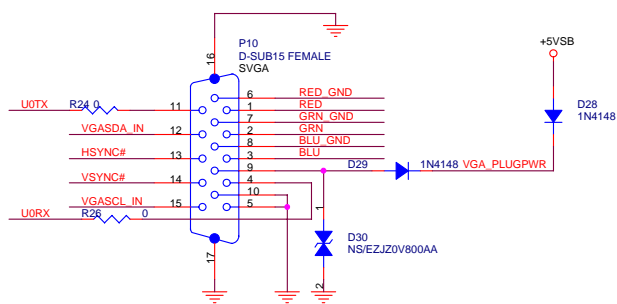 P10
D-SUB15 FEMALE
SVGA
16
+5VSB
D28
1N4148
U0TX
R24 0
11
6
RED_GND
1
RED
VGASDA_IN
12
7
GRN_GND
2
GRN
HSYNC#
13
8
BLU_GND
3
BLU
VSYNC#
14
9
D29
1N4148
VGA_PLUGPWR
4
VGASCL_IN
15
10
5
U0RX
R26 0
17
1
D30
NS/EZJZ0V800AA
2